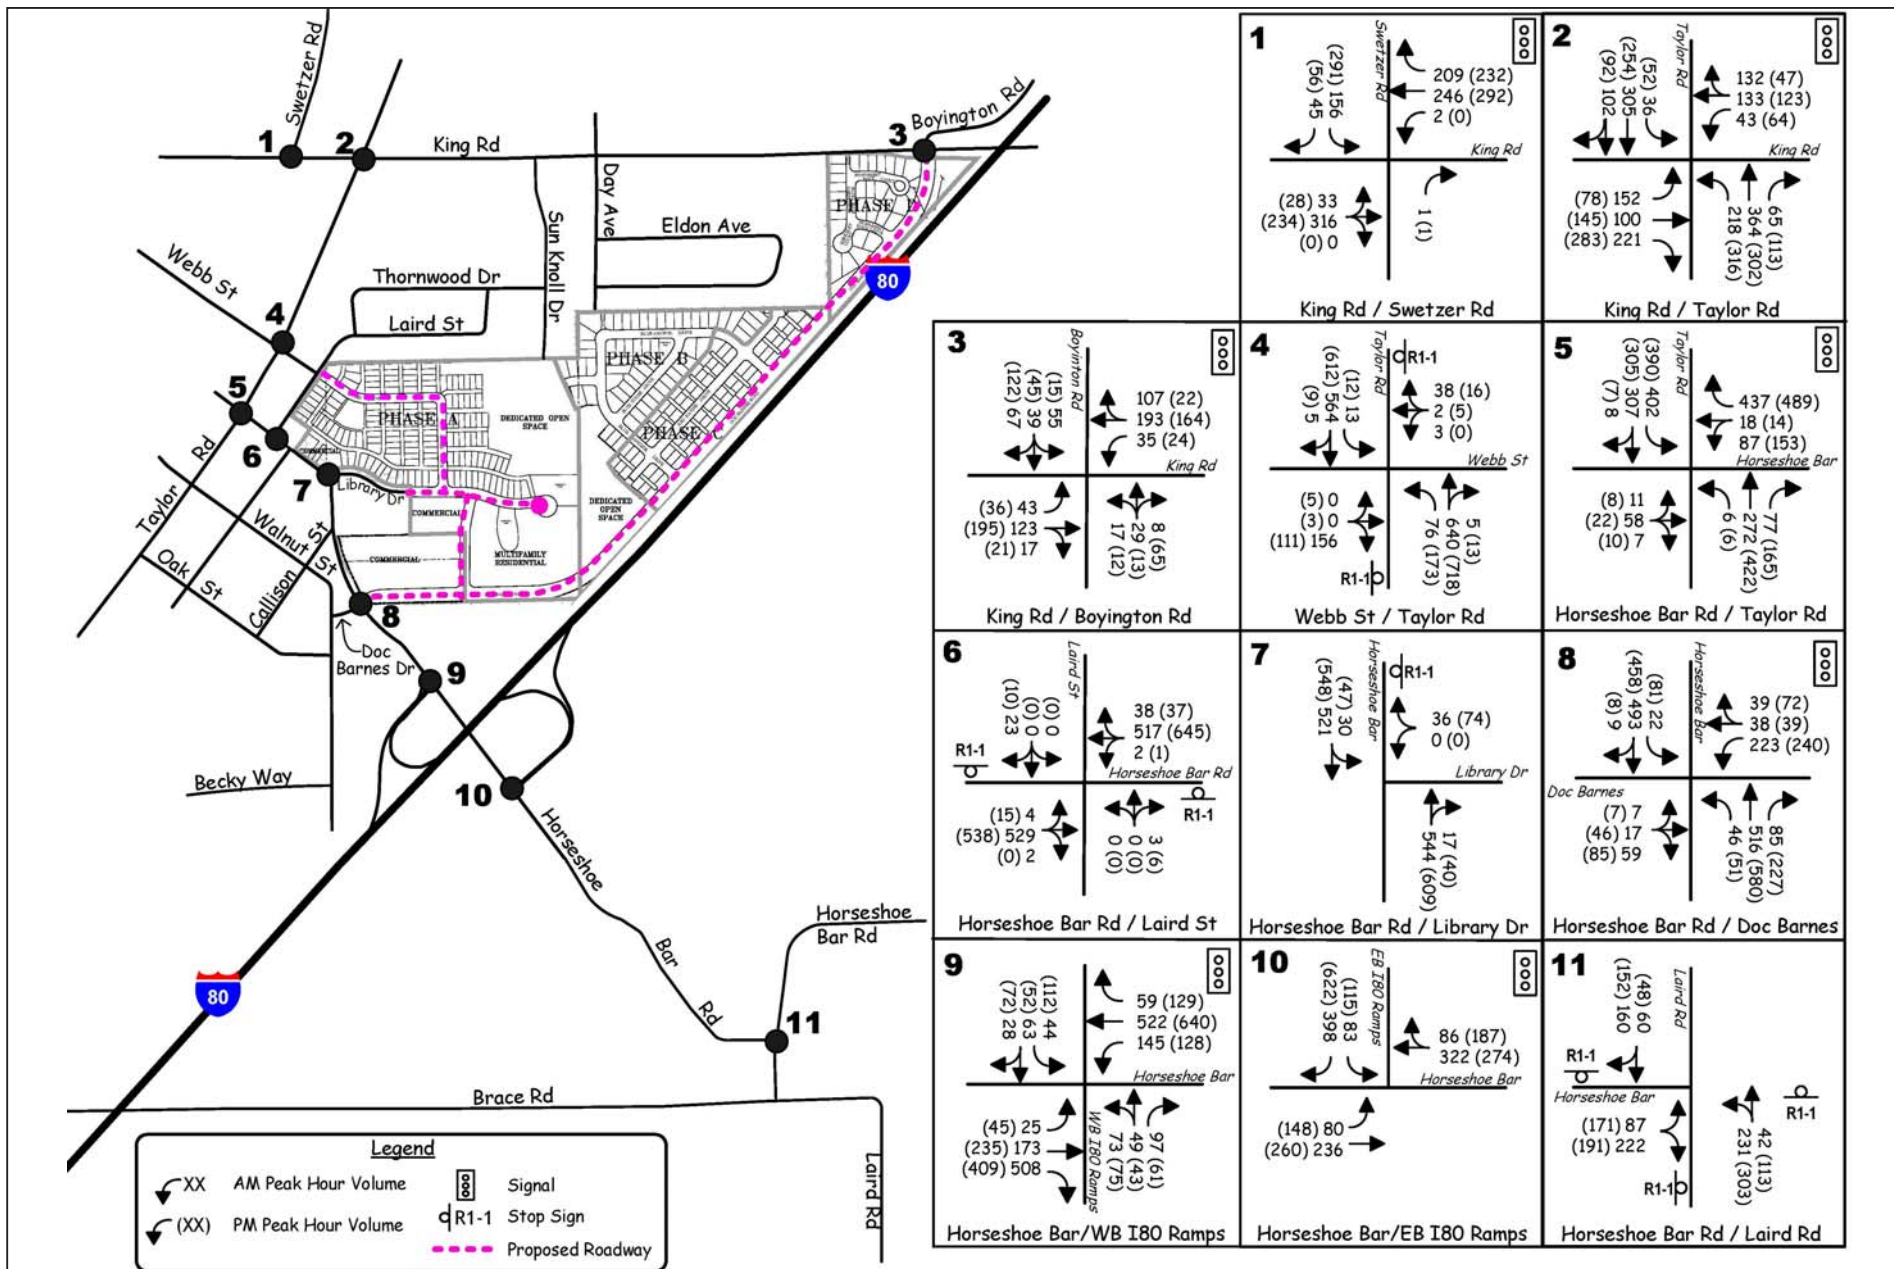 Swetzer Rd
Boyington Rd
1
2
3
King Rd
Day Ave
Sun Knoll Dr
Eldon Ave
PHASE D
80
Webb St
Thornwood Dr
Laird St
4
PHASE B
5
PHASE A
DEDICATED OPEN
SPACE
PHASE C
6
COMMERCIAL
7
Library Dr
Taylor Rd
Walnut St
St
Oak St
Callison
COMMERCIAL
DEDICATED
OPEN
SPACE
COMMERCIAL
MULTIFAMILY
RESIDENTIAL
8
Doc
Barnes Dr
9
Becky Way
10
Horseshoe Bar Rd
Horseshoe
Bar Rd
80
11
Brace Rd
Laird Rd
Legend
XX AM Peak Hour Volume
(XX) PM Peak Hour Volume
Signal
R1-1 Stop Sign
Proposed Roadway
1
Swetzer Rd
(56) 45
(291) 156
209 (232)
246 (292)
2 (0)
King Rd
(28) 33
(234) 316
(0) 0
1 (1)
King Rd / Swetzer Rd
2
Taylor Rd
(92) 102
(254) 305
(52) 36
132 (47)
133 (123)
43 (64)
King Rd
(78) 152
(145) 100
(283) 221
218 (316)
364 (302)
65 (113)
King Rd / Taylor Rd
3
Boyinton Rd
(122) 67
(45) 39
(15) 55
107 (22)
193 (164)
35 (24)
King Rd
(36) 43
(195) 123
(21) 17
17 (12)
29 (13)
8 (65)
King Rd / Boyington Rd
4
Taylor Rd
R1-1
(9) 5
(612) 564
(12) 13
38 (16)
2 (5)
3 (0)
Webb St
(5) 0
(3) 0
(111) 156
R1-1
76 (173)
640 (718)
5 (13)
Webb St / Taylor Rd
5
Taylor Rd
(7) 8
(305) 307
(390) 402
437 (489)
18 (14)
87 (153)
Horseshoe Bar
(8) 11
(22) 58
(10) 7
6 (6)
272 (422)
77 (165)
Horseshoe Bar Rd / Taylor Rd
6
Laird St
(10) 23
(0) 0
(0) 0
38 (37)
517 (645)
2 (1)
R1-1
Horseshoe Bar Rd
R1-1
(15) 4
(538) 529
(0) 2
0 (0)
0 (0)
3 (6)
Horseshoe Bar Rd / Laird St
7
Horseshoe Bar
R1-1
(548) 521
(47) 30
36 (74)
0 (0)
Library Dr
544 (609)
17 (40)
Horseshoe Bar Rd / Library Dr
8
Horseshoe Bar
(8) 9
(458) 493
(81) 22
39 (72)
38 (39)
223 (240)
Doc Barnes
(7) 7
(46) 17
(85) 59
46 (51)
516 (580)
85 (227)
Horseshoe Bar Rd / Doc Barnes
9
(72) 28
(52) 63
(112) 44
59 (129)
522 (640)
145 (128)
Horseshoe Bar
WB I80 Ramps
(45) 25
(235) 173
(409) 508
73 (75)
49 (43)
97 (61)
Horseshoe Bar/WB I80 Ramps
10
EB I80 Ramps
(622) 398
(115) 83
86 (187)
322 (274)
Horseshoe Bar
(148) 80
(260) 236
Horseshoe Bar/EB I80 Ramps
11
Laird Rd
(152) 160
(48) 60
R1-1
Horseshoe Bar
R1-1
(171) 87
(191) 222
R1-1
231 (303)
42 (113)
Horseshoe Bar Rd / Laird Rd